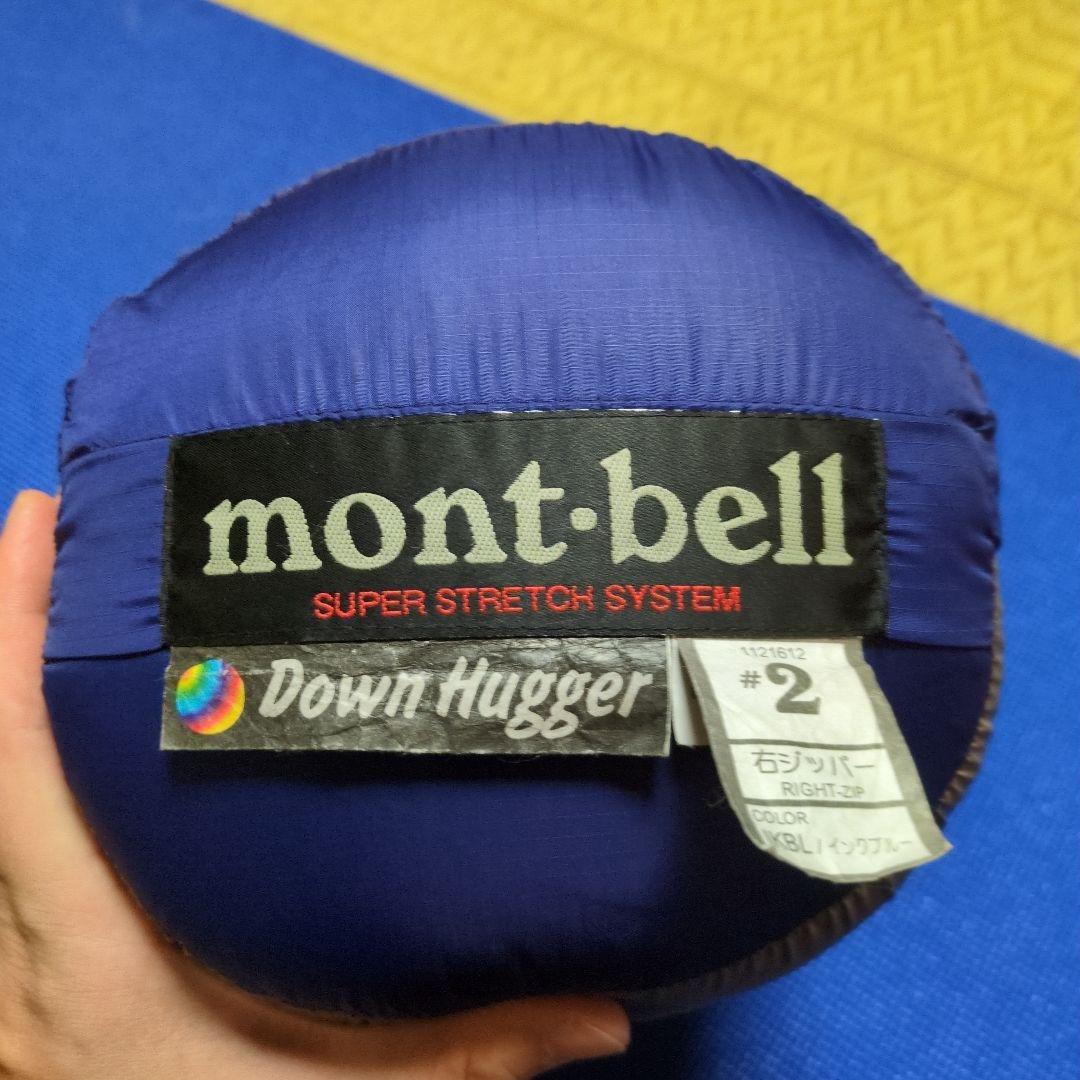 mont·bell
SUPER STRETCH SYSTEM
Down Hugger
1121612
#2
右ジッパー
RIGHT-ZIP
COLOR
IKBL/インクブルー